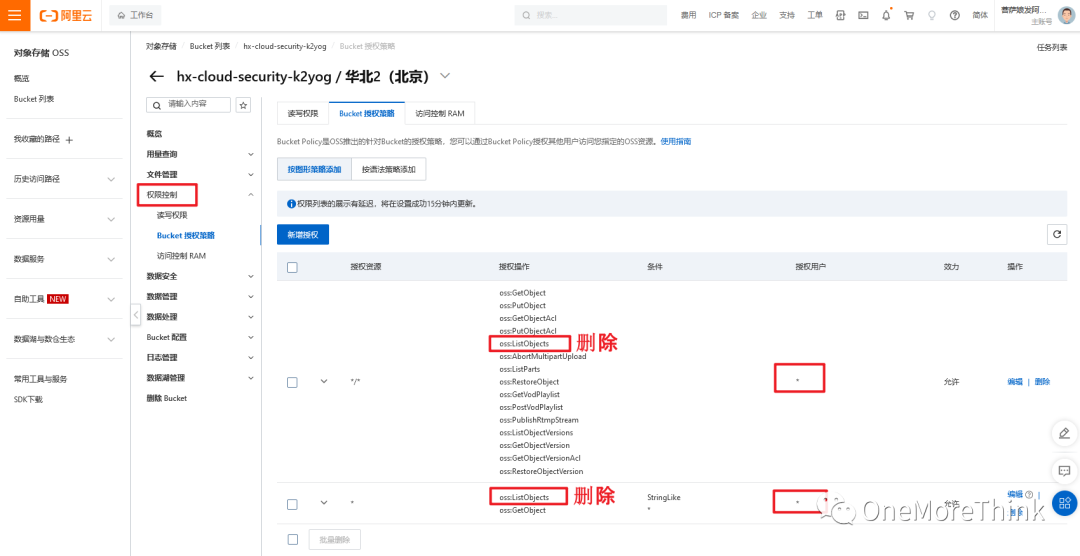 阿里云
工作台
搜索...
费用
ICP 备案
企业
支持
工单
简体
菩萨娘发阿...
主账号
对象存储 OSS
概览
Bucket 列表
我收藏的路径
历史访问路径
资源用量
数据服务
自助工具 NEW
数据湖与数仓生态
常用工具与服务
SDK下载
对象存储 / Bucket 列表 / hx-cloud-security-k2yog / Bucket 授权策略
任务列表
hx-cloud-security-k2yog / 华北2（北京）
请输入内容
概览
用量查询
文件管理
权限控制
读写权限
Bucket 授权策略
访问控制 RAM
数据安全
数据管理
数据处理
Bucket 配置
日志管理
数据湖管理
删除 Bucket
读写权限
Bucket 授权策略
访问控制 RAM
Bucket Policy是OSS推出的针对Bucket的授权策略，您可以通过Bucket Policy授权其他用户访问您指定的OSS资源。 使用指南
按图形策略添加
按语法策略添加
权限列表的展示有延迟，将在设置成功15分钟内更新。
新增授权
授权资源
授权操作
条件
授权用户
效力
操作
oss:GetObject
oss:PutObject
oss:GetObjectAcl
oss:PutObjectAcl
oss:ListObjects
删除
oss:AbortMultipartUpload
oss:ListParts
*/*
oss:RestoreObject
*
允许
编辑 | 删除
oss:GetVodPlaylist
oss:PostVodPlaylist
oss:PublishRtmpStream
oss:ListObjectVersions
oss:GetObjectVersion
oss:GetObjectVersionAcl
oss:RestoreObjectVersion
*
oss:ListObjects
删除
oss:GetObject
StringLike
*
*
允许
编辑 |
删除
批量删除
OneMoreThink